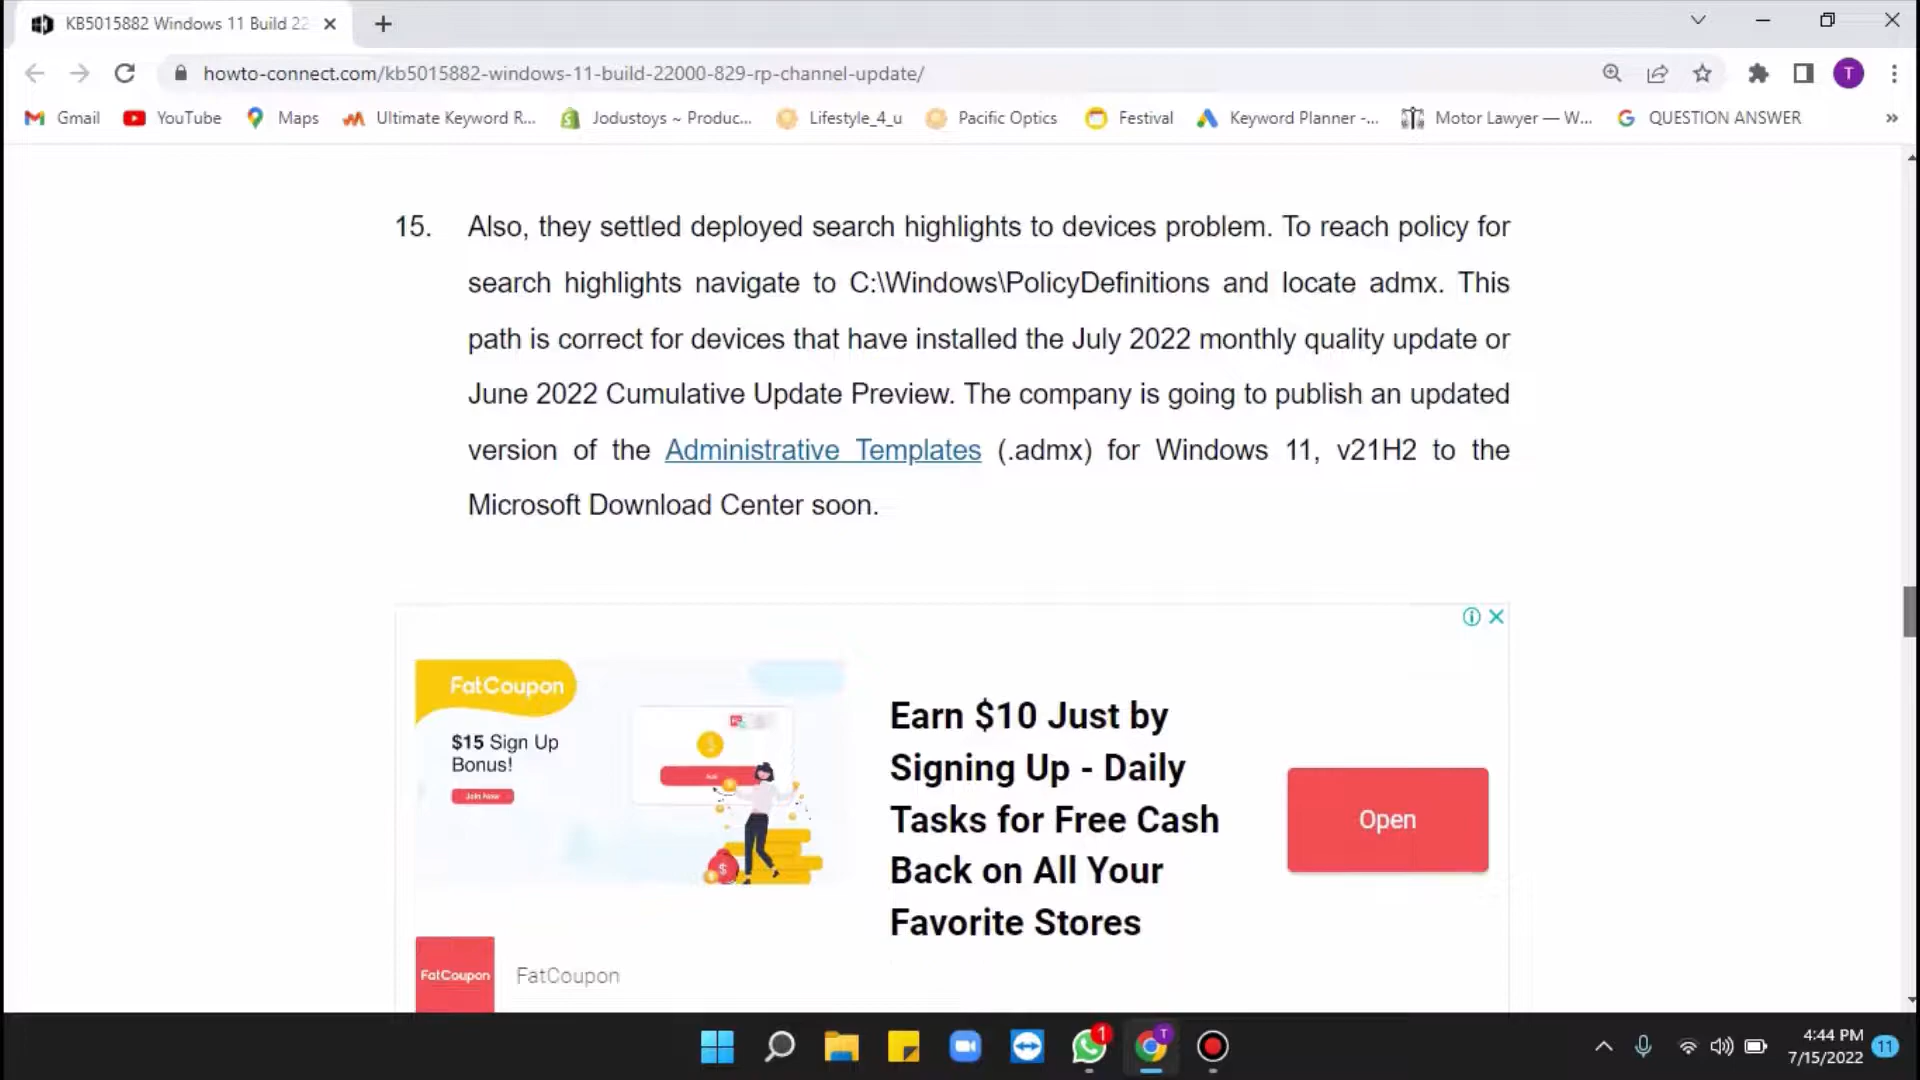 KB5015882 Windows 11 Build 22
howto-connect.com/kb5015882-windows-11-build-22000-829-rp-channel-update/
T
Gmail
YouTube
Maps
Ultimate Keyword R...
Jodustoys ~ Produc...
Lifestyle_4_u
Pacific Optics
Festival
Keyword Planner -...
Motor Lawyer — W...
QUESTION ANSWER
»
15. Also, they settled deployed search highlights to devices problem. To reach policy for
search highlights navigate to C:\Windows\PolicyDefinitions and locate admx. This
path is correct for devices that have installed the July 2022 monthly quality update or
June 2022 Cumulative Update Preview. The company is going to publish an updated
version of the Administrative Templates (.admx) for Windows 11, v21H2 to the
Microsoft Download Center soon.
FatCoupon
$15 Sign Up
Bonus!
Join Now
Earn $10 Just by
Signing Up - Daily
Tasks for Free Cash
Back on All Your
Favorite Stores
Open
FatCoupon
FatCoupon
1
T
4:44 PM
7/15/2022
11